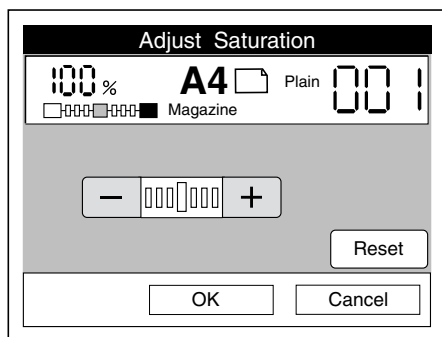 Adjust Saturation
100 % A4 Plain 001
Magazine
− +
Reset
OK Cancel